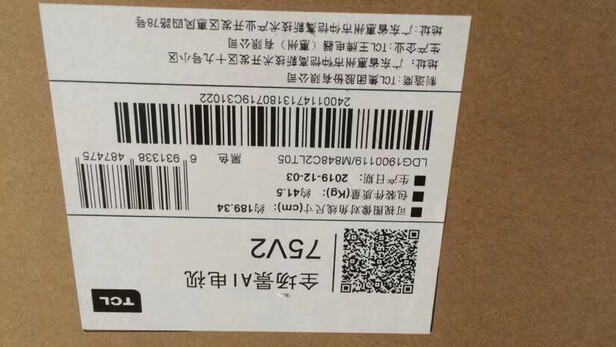 TCL
全场景AI电视
75V2
可视图像对角线尺寸(cm): 约189.34
包装件质量(Kg): 约41.5
生产日期: 2019-12-03
LDG1900119/M848C2LT05 黑色
6 931338 487475
24001147131807​19C31022
制造商: TCL集团股份有限公司
地址: 广东省惠州市仲恺高新技术开发区十九号小区
生产企业: TCL王牌电器（惠州）有限公司
地址: 广东省惠州市仲恺高新技术产业开发区惠风四路78号